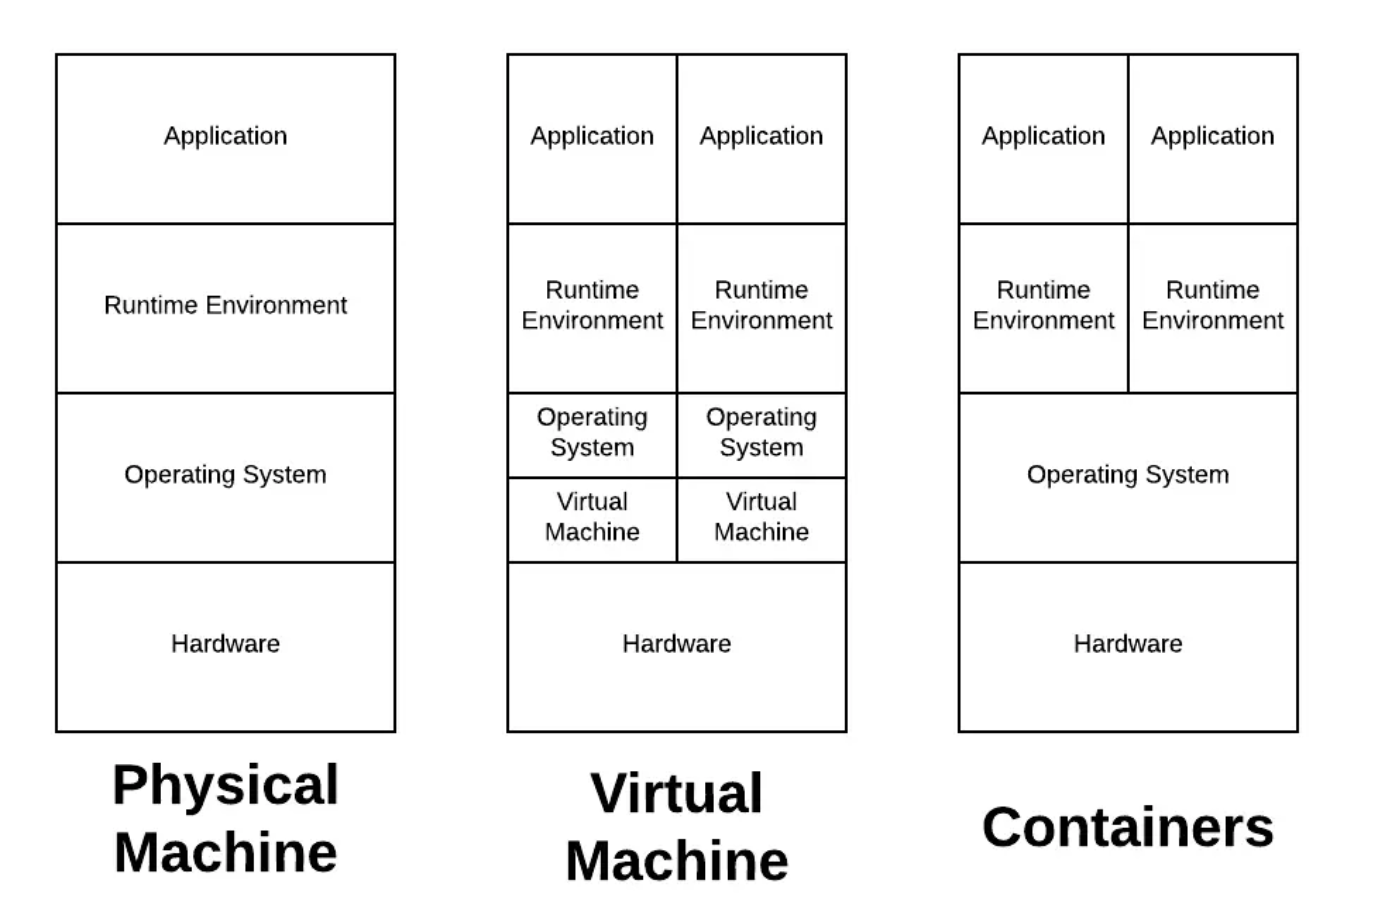 Application
Runtime Environment
Operating System
Hardware
Physical
Machine
Application
Application
Runtime
Environment
Runtime
Environment
Operating
System
Operating
System
Virtual
Machine
Virtual
Machine
Hardware
Virtual
Machine
Application
Application
Runtime
Environment
Runtime
Environment
Operating System
Hardware
Containers